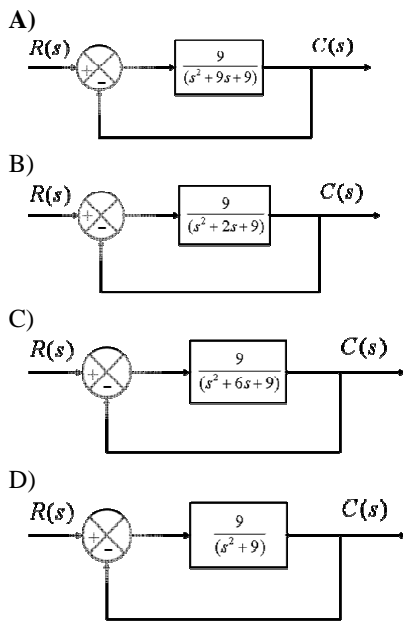 A)
R(s) + - 9/(s² + 9s + 9) C(s)
B)
R(s) + - 9/(s² + 2s + 9) C(s)
C)
R(s) + - 9/(s² + 6s + 9) C(s)
D)
R(s) + - 9/(s² + 9) C(s)